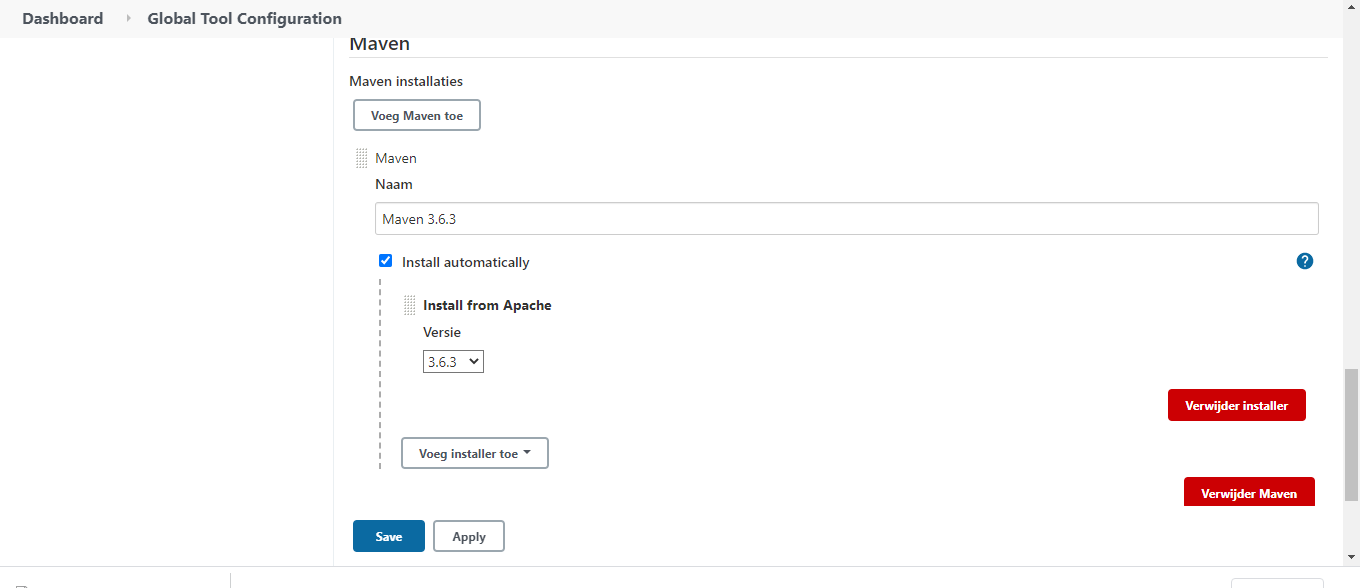 Dashboard Global Tool Configuration
Maven
Maven installaties
Voeg Maven toe
Maven
Naam
Maven 3.6.3
Install automatically ?
Install from Apache
Versie
3.6.3
Verwijder installer
Voeg installer toe
Verwijder Maven
Save Apply